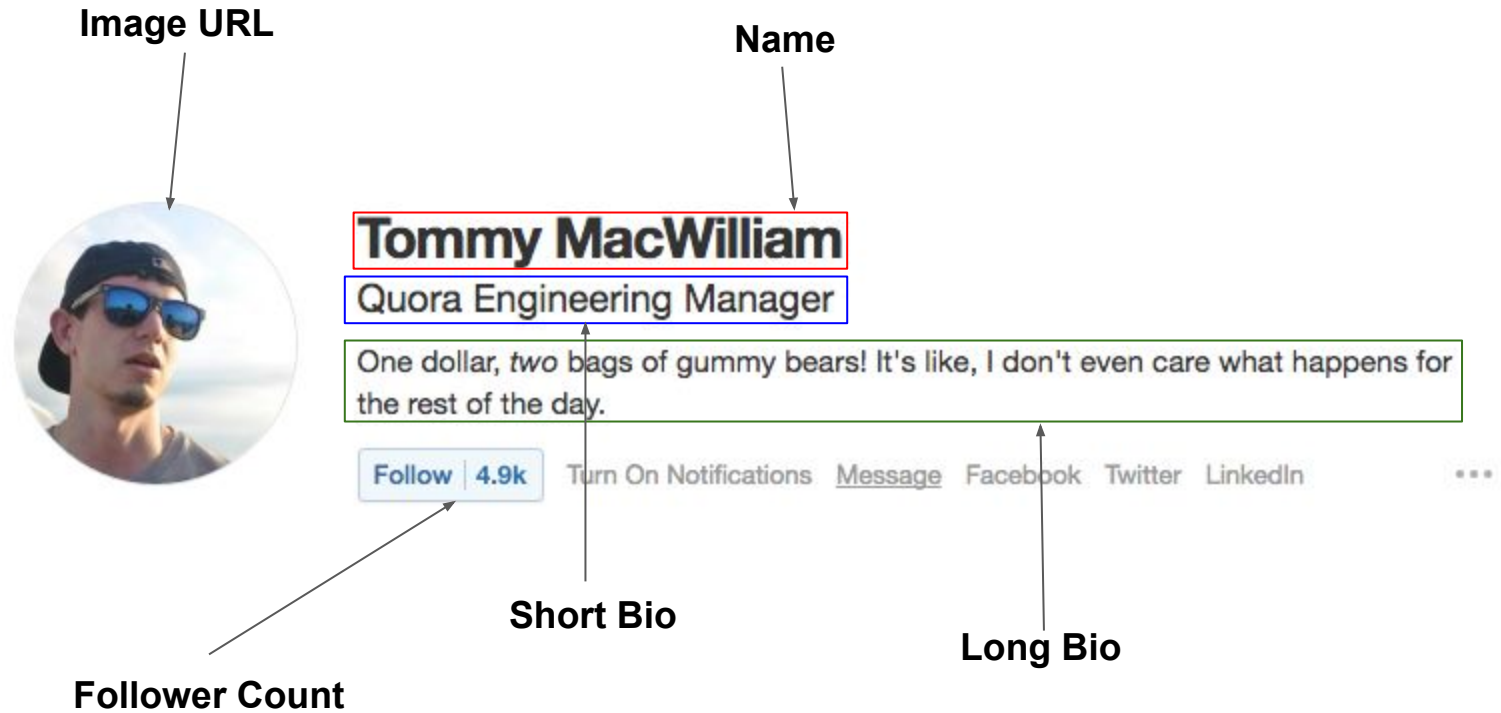 Image URL
Name
Tommy MacWilliam
Quora Engineering Manager
One dollar, two bags of gummy bears! It's like, I don't even care what happens for
the rest of the day.
Follow 4.9k Turn On Notifications Message Facebook Twitter LinkedIn
Short Bio
Long Bio
Follower Count